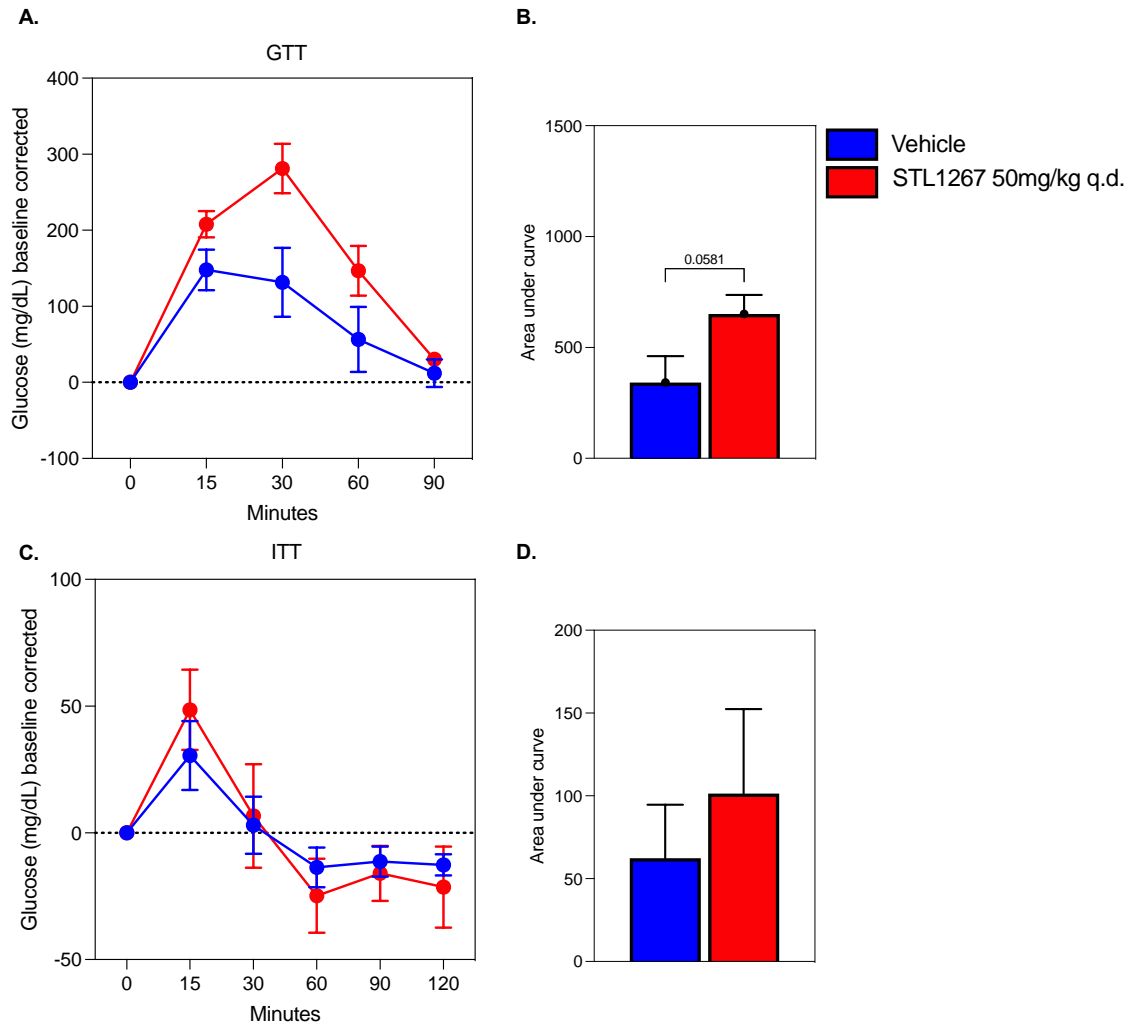 A.
GTT
Glucose (mg/dL) baseline corrected
400
300
200
100
0
-100
0 15 30 60 90
Minutes
B.
Area under curve
1500
1000
500
0
0.0581
Vehicle
STL1267 50mg/kg q.d.
C.
ITT
Glucose (mg/dL) baseline corrected
100
50
0
-50
0 15 30 60 90 120
Minutes
D.
Area under curve
200
150
100
50
0